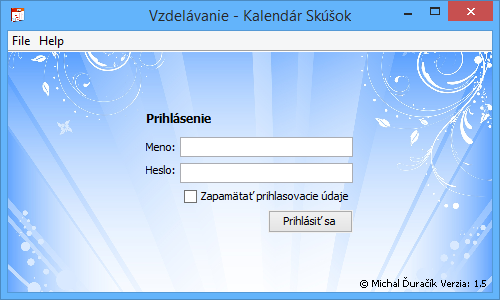 Vzdelávanie - Kalendár Skúšok
File Help
Prihlásenie
Meno:
Heslo:
Zapamätať prihlasovacie údaje
Prihlásiť sa
© Michal Ďuračík Verzia: 1.5